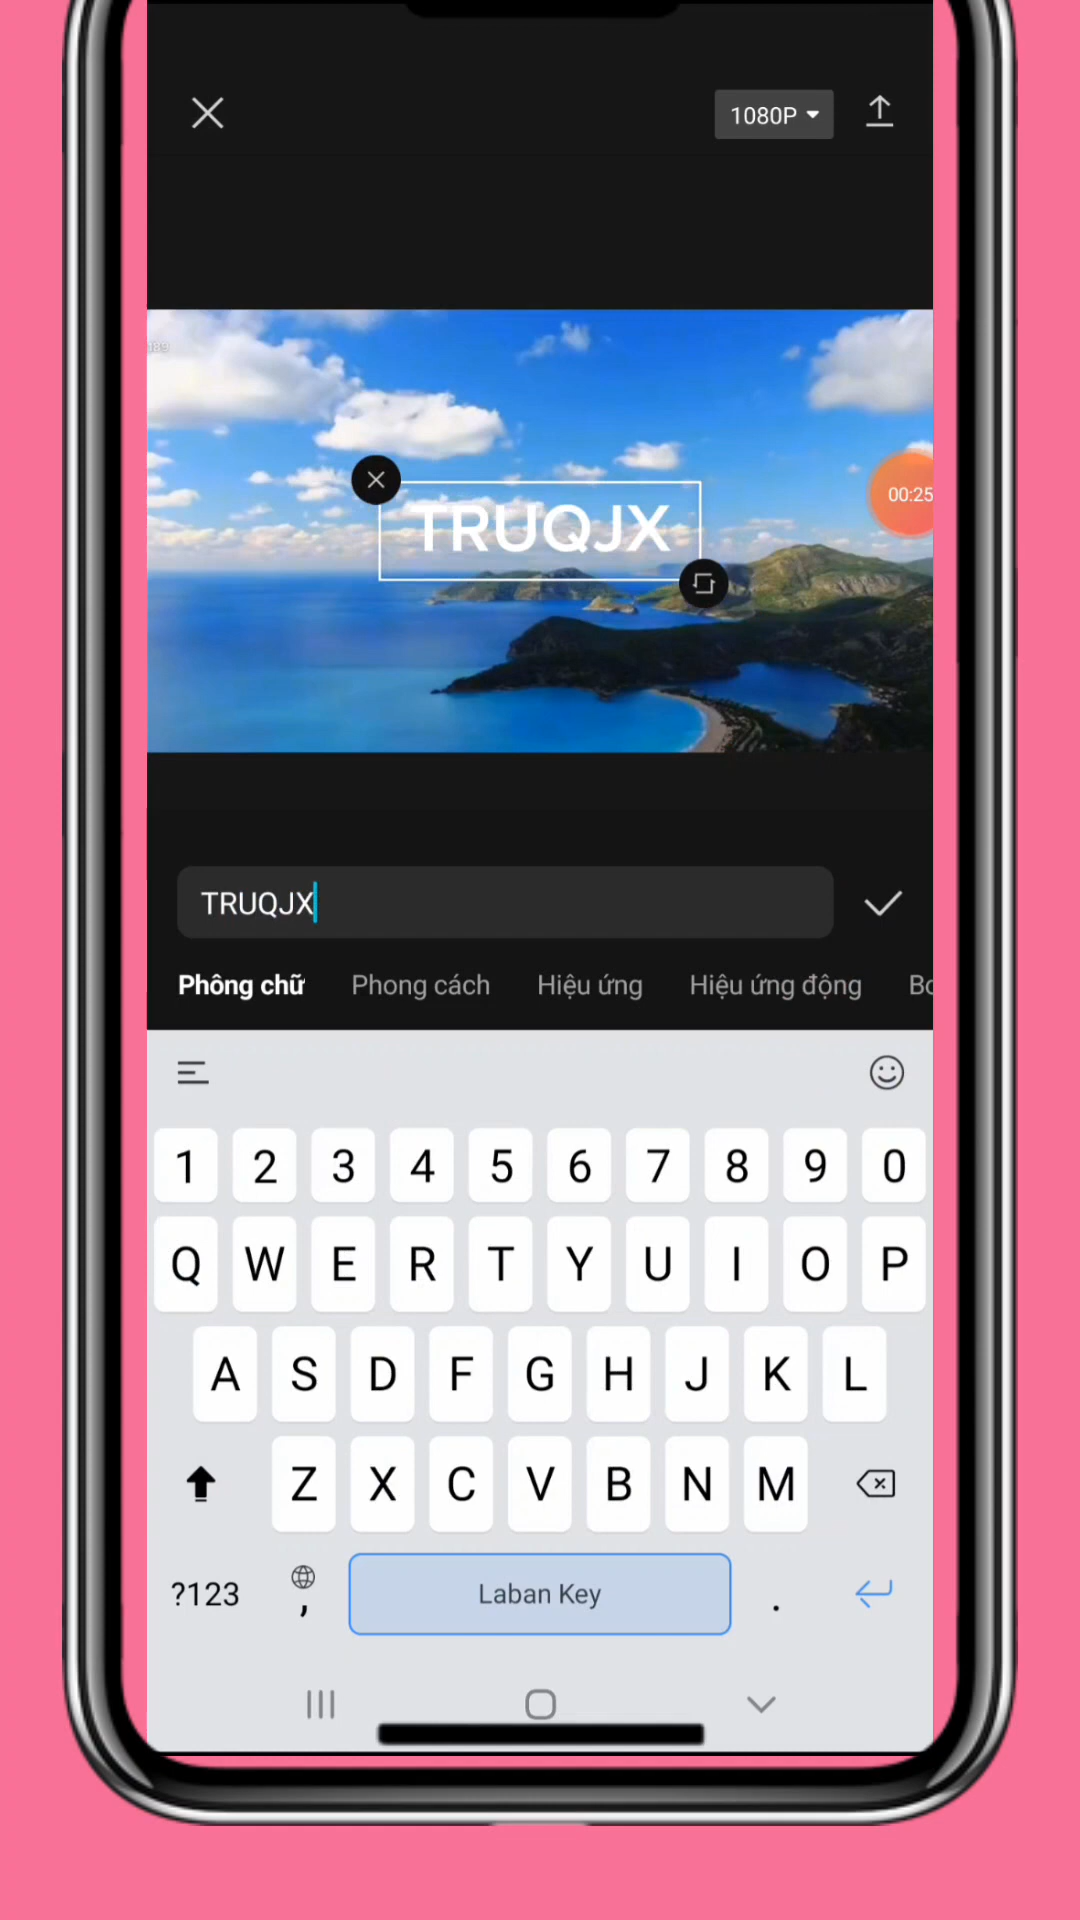 1080P
189
00:25
TRUQJX
TRUQJX
Phông chữ Phong cách Hiệu ứng Hiệu ứng động
1 2 3 4 5 6 7 8 9 0
Q W E R T Y U I O P
A S D F G H J K L
Z X C V B N M
?123 , Laban Key .